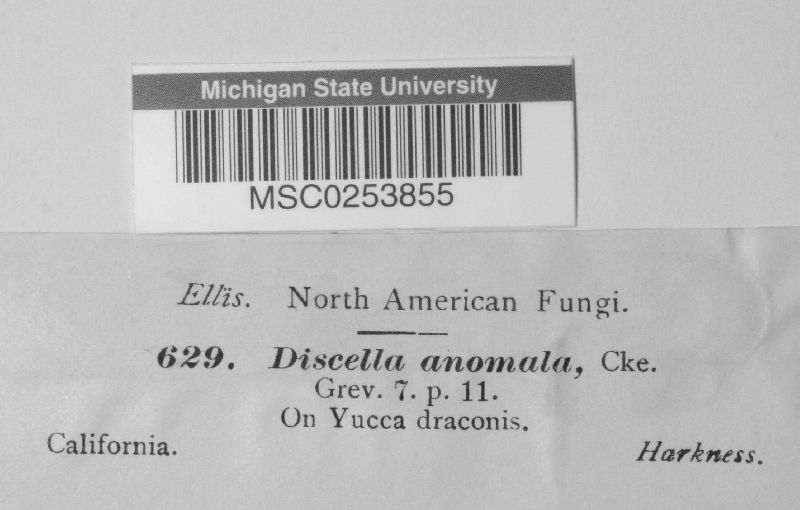 Michigan State University
MSC0253855
Ellis. North American Fungi.
629. Discella anomala, Cke.
Grev. 7. p. 11.
On Yucca draconis.
California. Harkness.